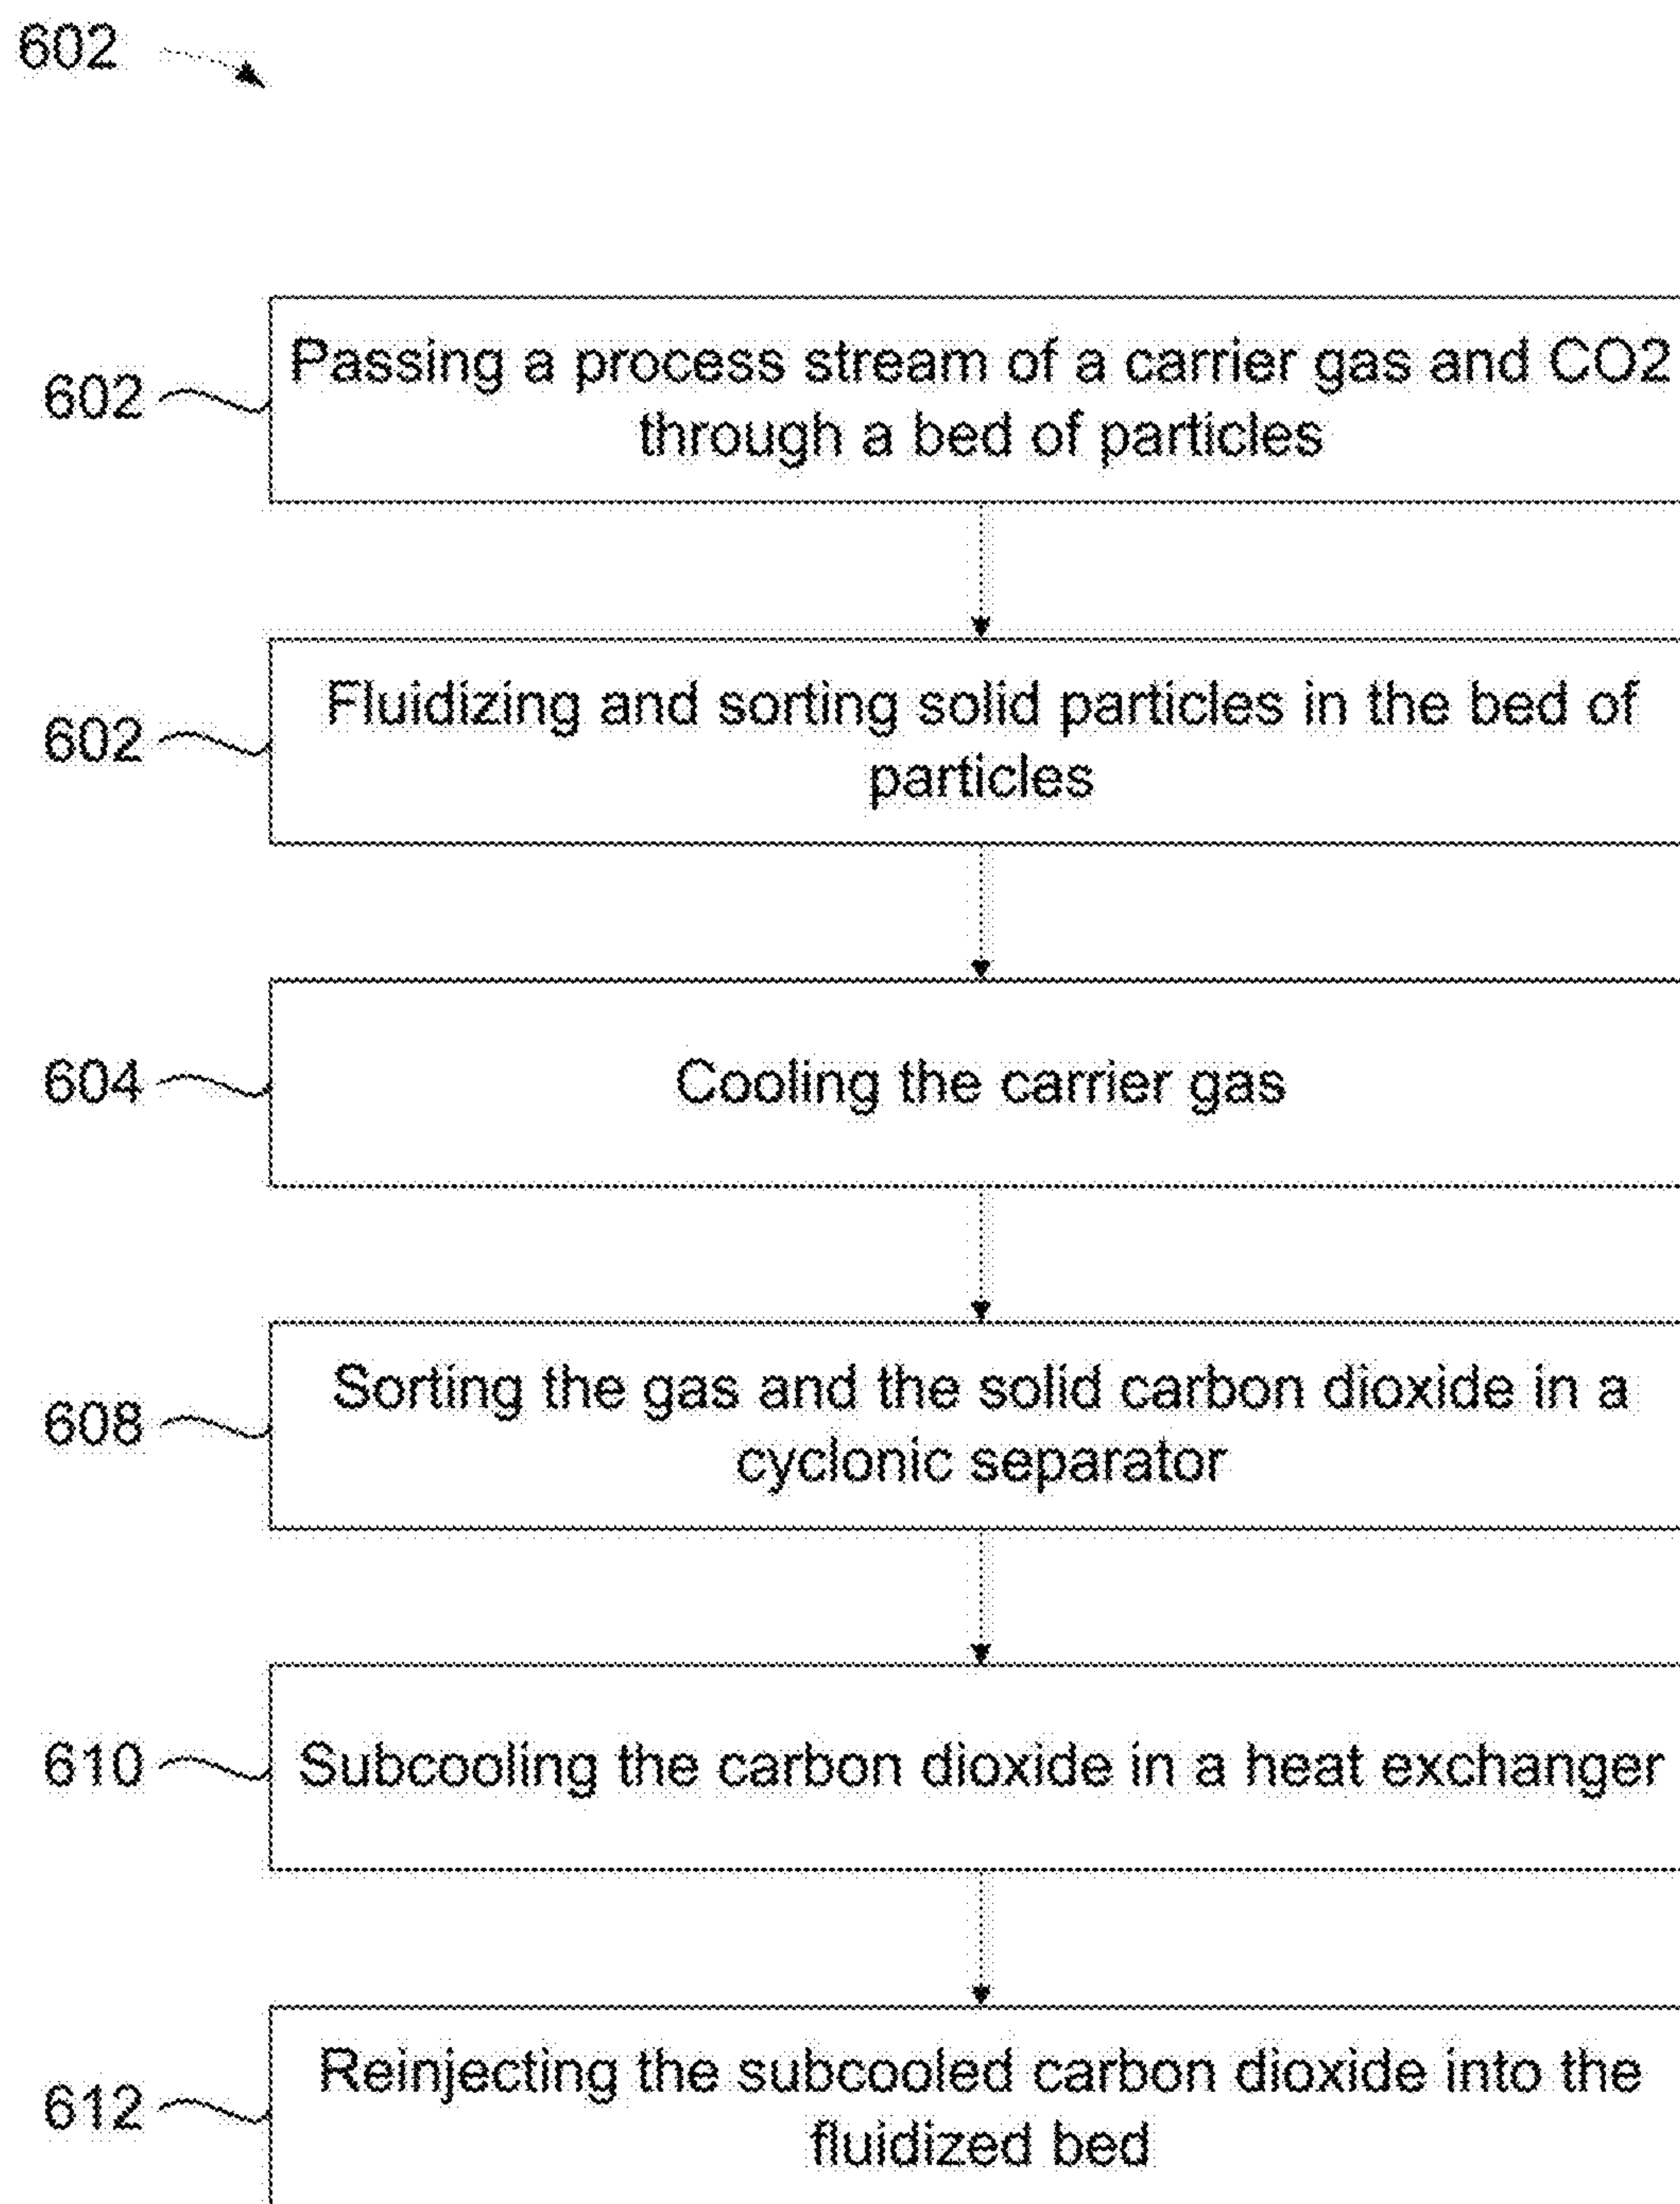 602
602
Passing a process stream of a carrier gas and CO2
through a bed of particles
602
Fluidizing and sorting solid particles in the bed of
particles
604
Cooling the carrier gas
608
Sorting the gas and the solid carbon dioxide in a
cyclonic separator
610
Subcooling the carbon dioxide in a heat exchanger
612
Reinjecting the subcooled carbon dioxide into the
fluidized bed